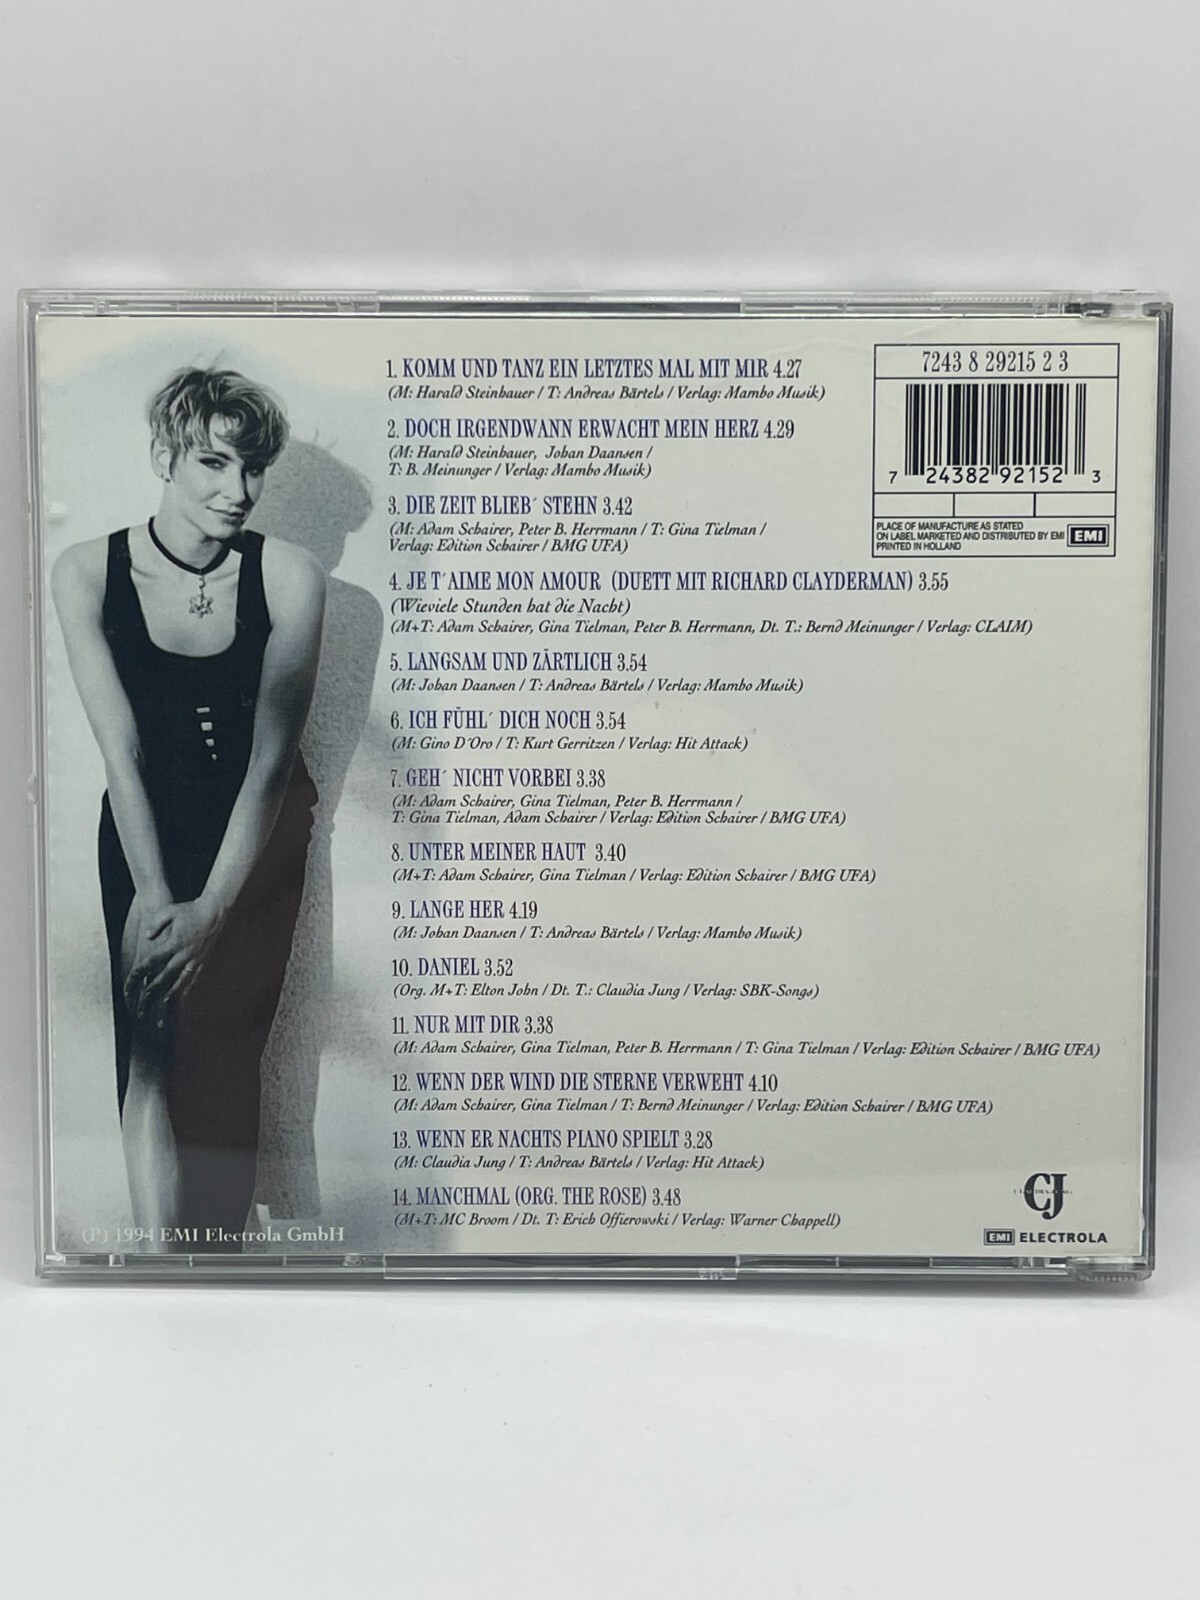 1. KOMM UND TANZ EIN LETZTES MAL MIT MIR 4.27
(M: Harald Steinbauer / T: Andreas Bärtels / Verlag: Mambo Musik)
2. DOCH IRGENDWANN ERWACHT MEIN HERZ 4.29
(M: Harald Steinbauer, Johan Daansen /
T: B. Meinunger / Verlag: Mambo Musik)
3. DIE ZEIT BLIEB´ STEHN 3.42
(M: Adam Schairer, Peter B. Herrmann / T: Gina Tielman /
Verlag: Edition Schairer / BMG UFA)
4. JE T´AIME MON AMOUR (DUETT MIT RICHARD CLAYDERMAN) 3.55
(Wieviele Stunden hat die Nacht)
(M+T: Adam Schairer, Gina Tielman, Peter B. Herrmann, Dt. T.: Bernd Meinunger / Verlag: CLAIM)
5. LANGSAM UND ZÄRTLICH 3.54
(M: Johan Daansen / T: Andreas Bärtels / Verlag: Mambo Musik)
6. ICH FÜHL´ DICH NOCH 3.54
(M: Gino D´Oro / T: Kurt Gerritzen / Verlag: Hit Attack)
7. GEH´ NICHT VORBEI 3.38
(M: Adam Schairer, Gina Tielman, Peter B. Herrmann /
T: Gina Tielman, Adam Schairer / Verlag: Edition Schairer / BMG UFA)
8. UNTER MEINER HAUT 3.40
(M+T: Adam Schairer, Gina Tielman / Verlag: Edition Schairer / BMG UFA)
9. LANGE HER 4.19
(M: Johan Daansen / T: Andreas Bärtels / Verlag: Mambo Musik)
10. DANIEL 3.52
(Org. M+T: Elton John / Dt. T.: Claudia Jung / Verlag: SBK-Songs)
11. NUR MIT DIR 3.38
(M: Adam Schairer, Gina Tielman, Peter B. Herrmann / T: Gina Tielman / Verlag: Edition Schairer / BMG UFA)
12. WENN DER WIND DIE STERNE VERWEHT 4.10
(M: Adam Schairer, Gina Tielman / T: Bernd Meinunger / Verlag: Edition Schairer / BMG UFA)
13. WENN ER NACHTS PIANO SPIELT 3.28
(M: Claudia Jung / T: Andreas Bärtels / Verlag: Hit Attack)
14. MANCHMAL (ORG. THE ROSE) 3.48
(M+T: MC Broom / Dt. T.: Erich Offierowski / Verlag: Warner Chappell)
7243 8 29215 2 3
7 24382 92152 3
PLACE OF MANUFACTURE AS STATED
ON LABEL MARKETED AND DISTRIBUTED BY EMI
PRINTED IN HOLLAND
EMI
CJ
EMI ELECTROLA
(P) 1994 EMI Electrola GmbH